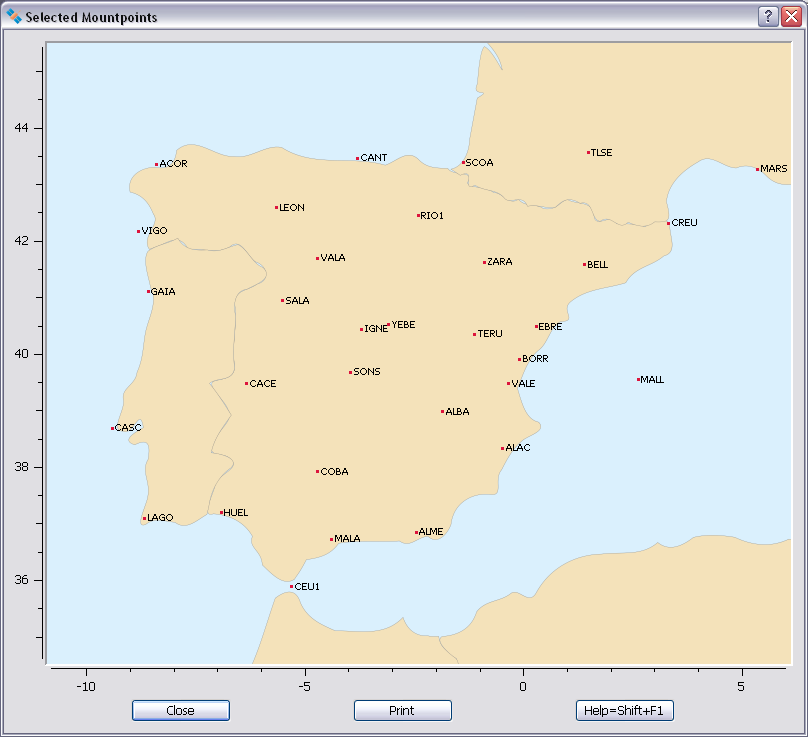 Selected Mountpoints
?
44
ACOR
CANT
SCOA
TLSE
MARS
LEON
RIO1
CREU
42
VIGO
VALA
ZARA
BELL
GAIA
SALA
IGNE
YEBE
TERU
EBRE
40
BORR
SONS
CACE
VALE
MALL
ALBA
CASC
ALAC
38
COBA
LAGO
HUEL
MALA
ALME
36
CEU1
-10
-5
0
5
Close
Print
Help=Shift+F1